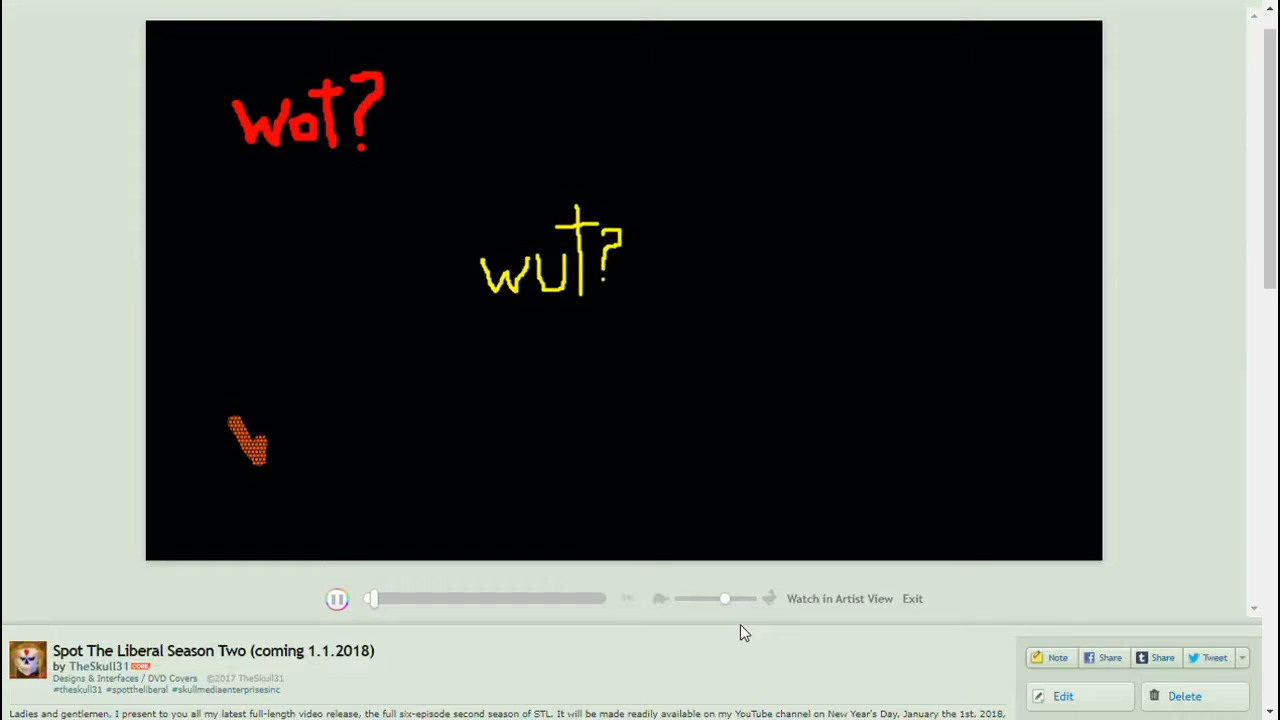 wot?
wut?
Watch in Artist View Exit
Spot The Liberal Season Two (coming 1.1.2018)
by TheSkull31 CORE
Designs & Interfaces / DVD Covers ©2017 TheSkull31
#theskull31 #spottheliberal #skullmediaenterprisesinc
Note Share Share Tweet
Edit Delete
Ladies and gentlemen, I present to you all my latest full-length video release, the full six-episode second season of STL. It will be made readily available on my YouTube channel on New Year's Day, January the 1st, 2018,